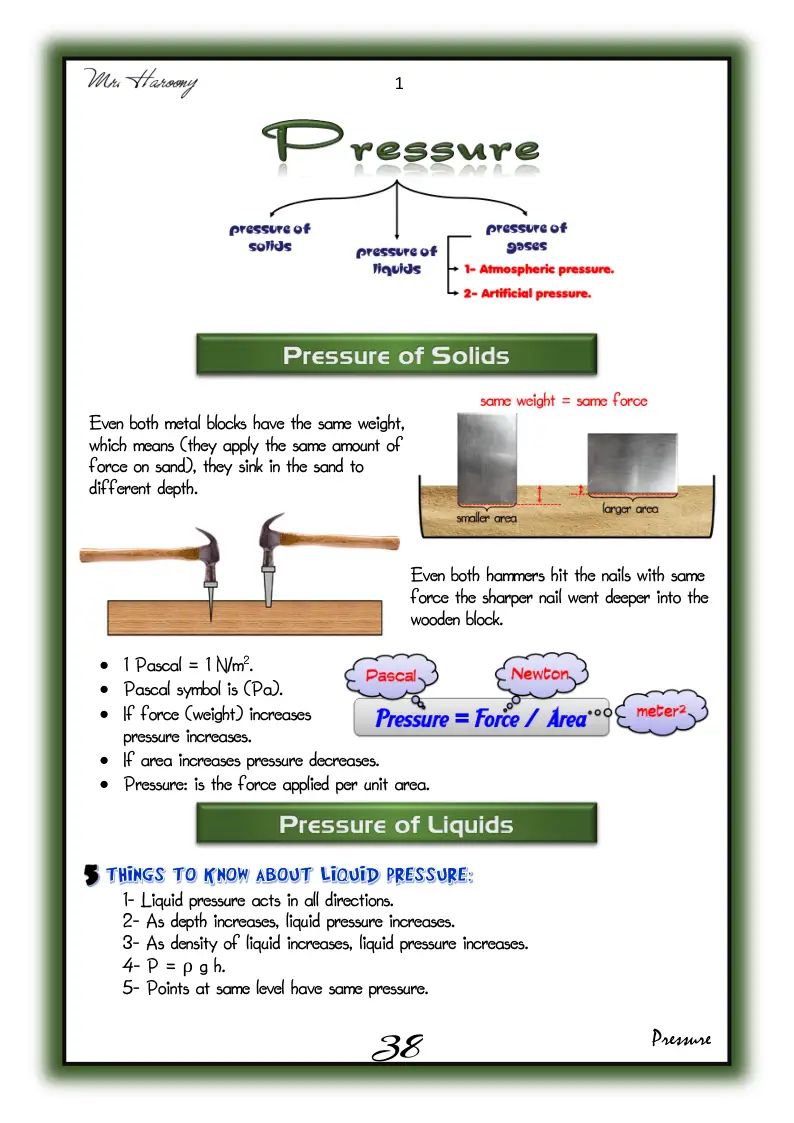 Mr. Haroony
1
Pressure
pressure of
solids
pressure of
liquids
pressure of
gases
1- Atmospheric pressure.
2- Artificial pressure.
Pressure of Solids
Even both metal blocks have the same weight,
which means (they apply the same amount of
force on sand), they sink in the sand to
different depth.
same weight = same force
smaller area
larger area
Even both hammers hit the nails with same
force the sharper nail went deeper into the
wooden block.
• 1 Pascal = 1 N/m².
• Pascal symbol is (Pa).
• If force (weight) increases
pressure increases.
• If area increases pressure decreases.
• Pressure: is the force applied per unit area.
Pascal
Newton
meter2
Pressure = Force / Area
Pressure of Liquids
5 THINGS TO KNOW ABOUT LIQUID PRESSURE:
1- Liquid pressure acts in all directions.
2- As depth increases, liquid pressure increases.
3- As density of liquid increases, liquid pressure increases.
4- P = ρ g h.
5- Points at same level have same pressure.
38
Pressure